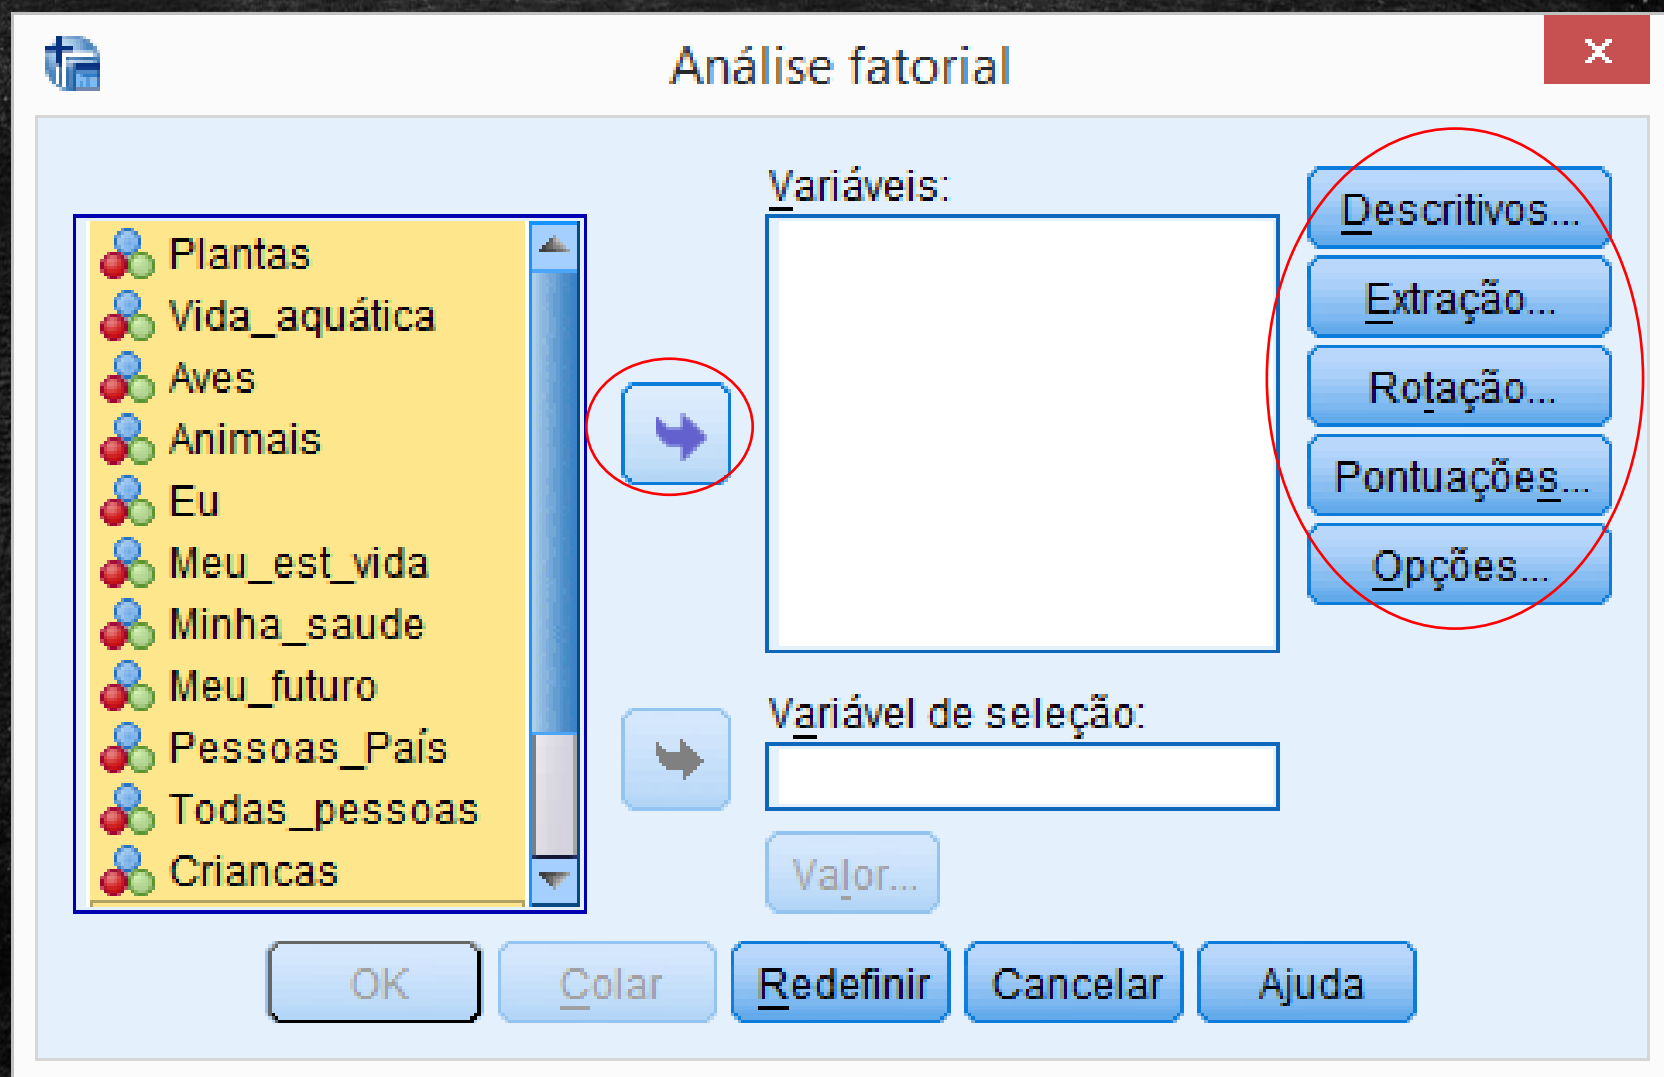 Análise fatorial
Plantas
Vida_aquática
Aves
Animais
Eu
Meu_est_vida
Minha_saude
Meu_futuro
Pessoas_País
Todas_pessoas
Criancas
Variáveis:
Variável de seleção:
Valor...
Descritivos...
Extração...
Rotação...
Pontuações...
Opções...
OK
Colar
Redefinir
Cancelar
Ajuda